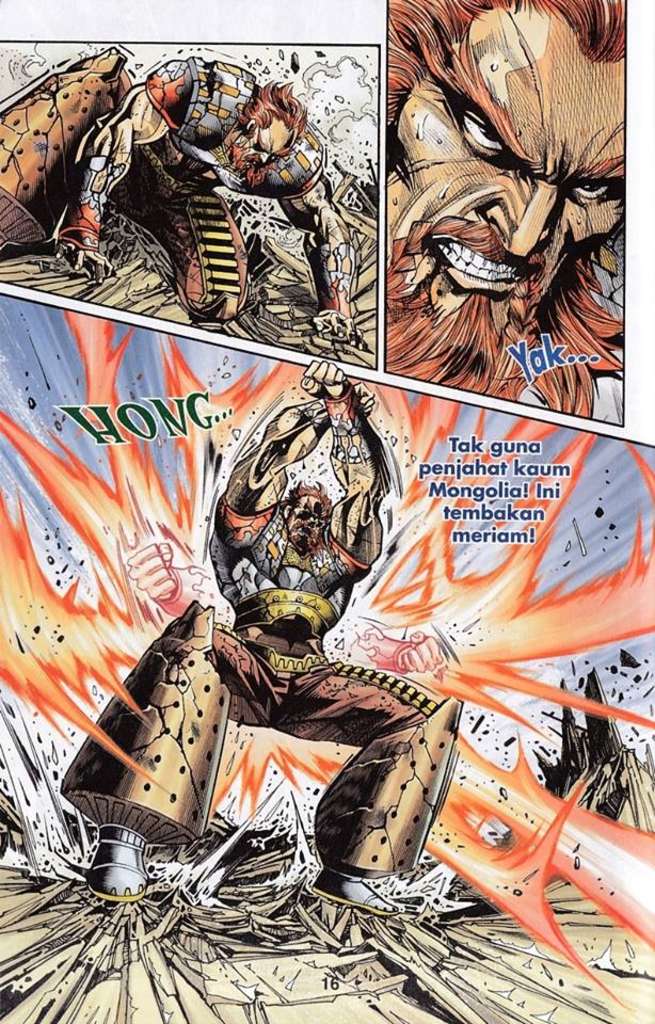 Yak...
HONG...
Tak guna
penjahat kaum
Mongolia! Ini
tembakan
meriam!
16